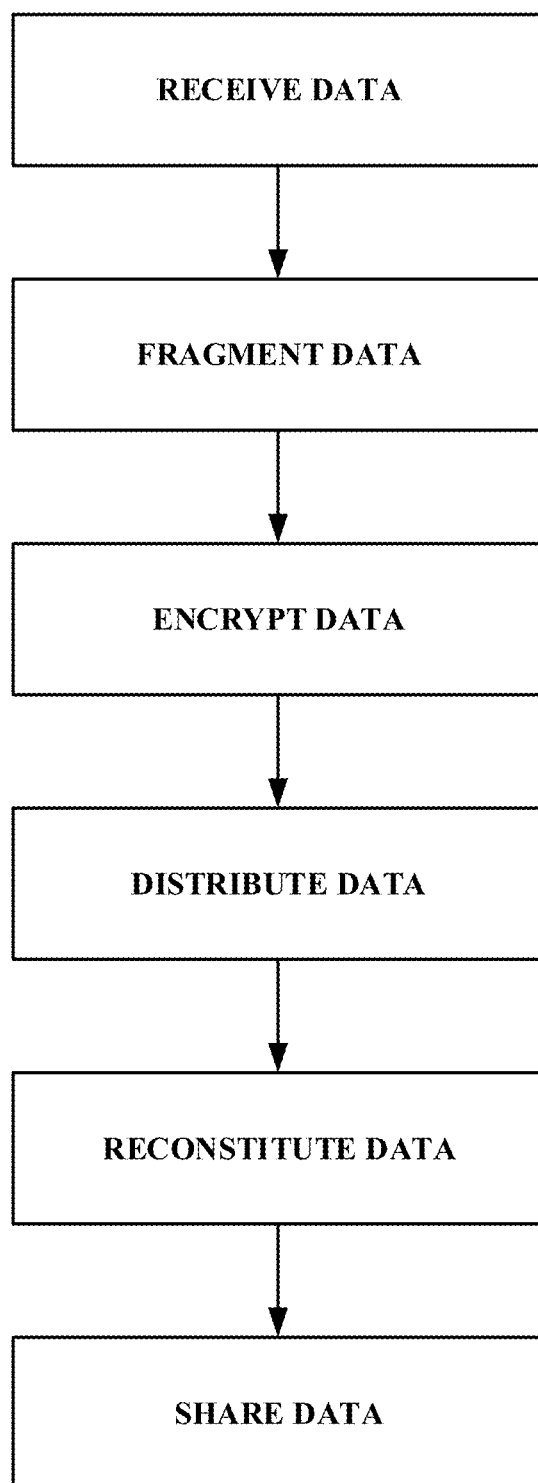 RECEIVE DATA
FRAGMENT DATA
ENCRYPT DATA
DISTRIBUTE DATA
RECONSTITUTE DATA
SHARE DATA